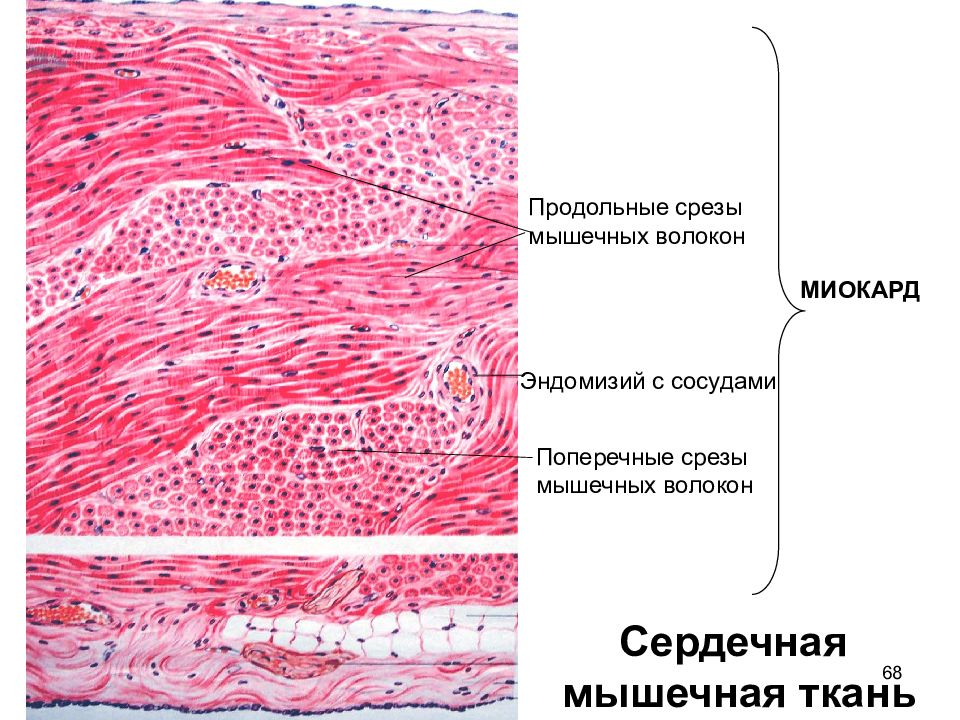 Продольные срезы
мышечных волокон
МИОКАРД
Эндомизий с сосудами
Поперечные срезы
мышечных волокон
Сердечная
мышечная ткань
68